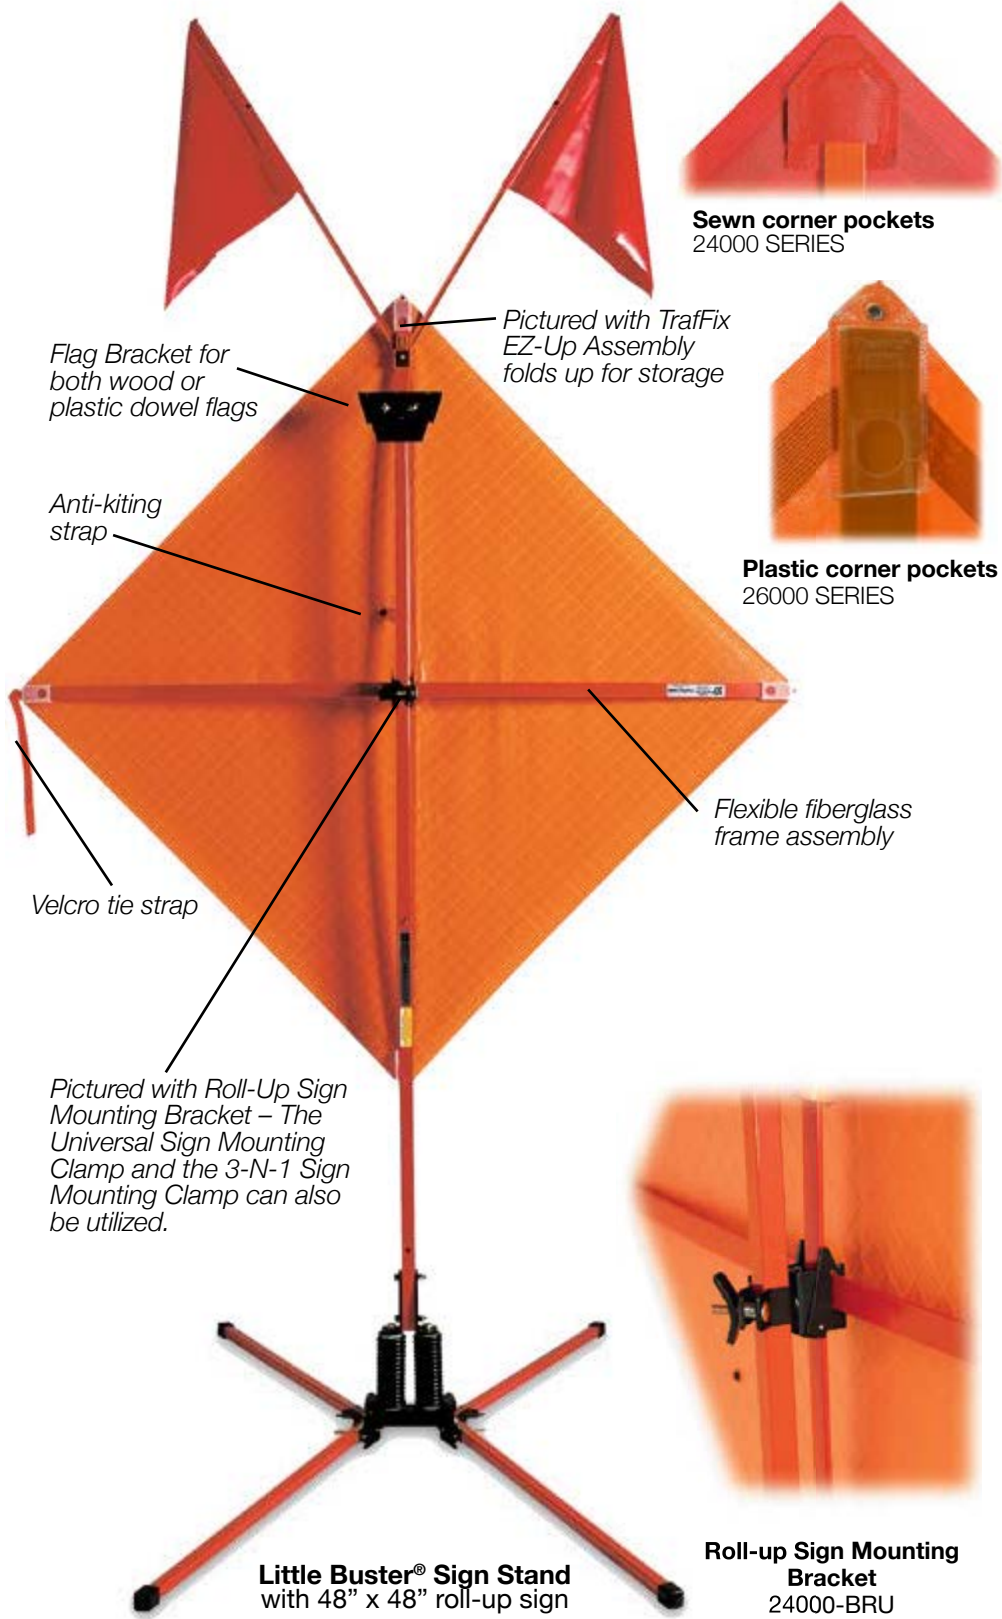 Sewn corner pockets
24000 SERIES
Pictured with TrafFix
EZ-Up Assembly
folds up for storage
Flag Bracket for
both wood or
plastic dowel flags
Anti-kiting
strap
Plastic corner pockets
26000 SERIES
Flexible fiberglass
frame assembly
Velcro tie strap
Pictured with Roll-Up Sign
Mounting Bracket – The
Universal Sign Mounting
Clamp and the 3-N-1 Sign
Mounting Clamp can also
be utilized.
Little Buster® Sign Stand
with 48” x 48” roll-up sign
Roll-up Sign Mounting
Bracket
24000-BRU